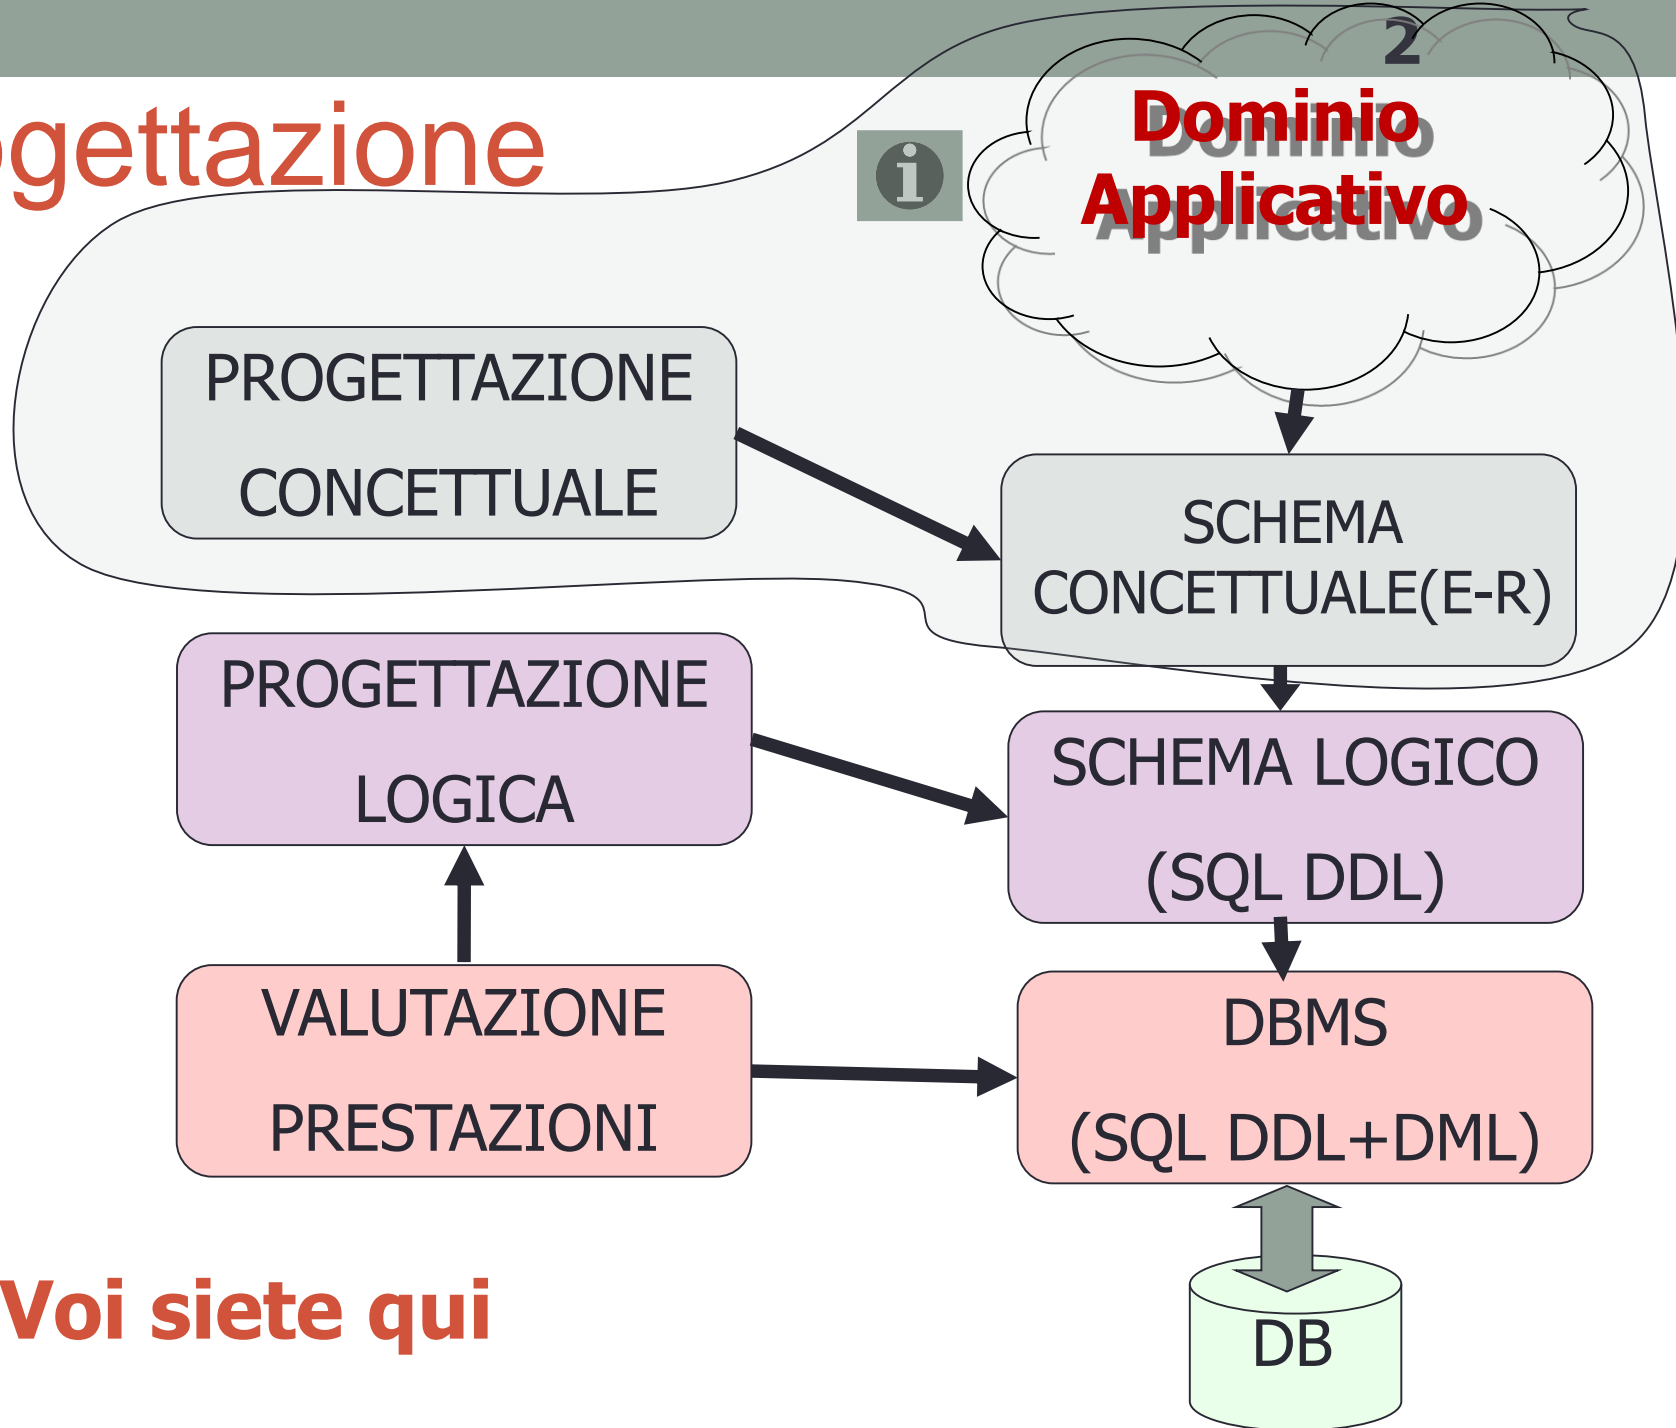 2
gettazione
Dominio
Applicativo
PROGETTAZIONE
CONCETTUALE
SCHEMA
CONCETTUALE(E-R)
PROGETTAZIONE
LOGICA
SCHEMA LOGICO
(SQL DDL)
VALUTAZIONE
PRESTAZIONI
DBMS
(SQL DDL+DML)
Voi siete qui
DB